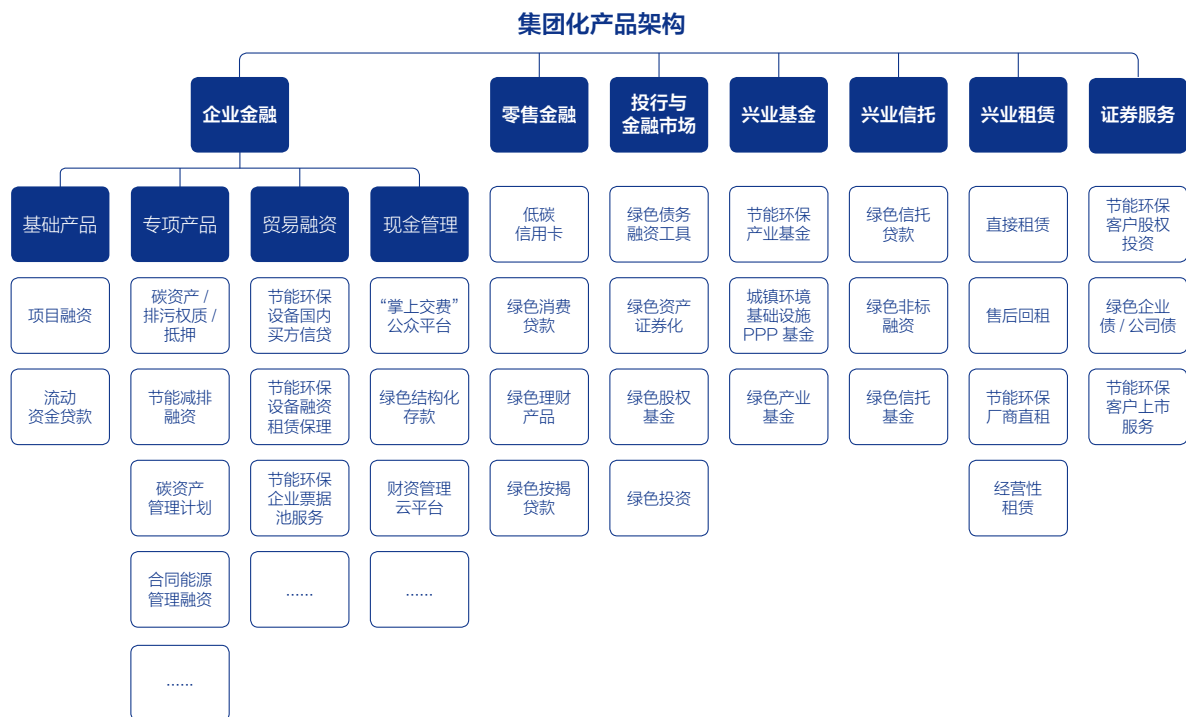 集团化产品架构
企业金融
零售金融
投行与
金融市场
兴业基金
兴业信托
兴业租赁
证券服务
基础产品
专项产品
贸易融资
现金管理
低碳
信用卡
绿色债务
融资工具
节能环保
产业基金
绿色信托
贷款
直接租赁
节能环保
客户股权
投资
项目融资
碳资产 /
排污权质 /
抵押
节能环保
设备国内
买方信贷
“掌上交费”
公众平台
绿色消费
贷款
绿色资产
证券化
城镇环境
基础设施
PPP 基金
绿色非标
融资
售后回租
绿色企业
债 / 公司债
流动
资金贷款
节能减排
融资
节能环保
设备融资
租赁保理
绿色结构化
存款
绿色理财
产品
绿色股权
基金
绿色产业
基金
绿色信托
基金
节能环保
厂商直租
节能环保
客户上市
服务
碳资产
管理计划
节能环保
企业票据
池服务
财资管理
云平台
绿色按揭
贷款
绿色投资
经营性
租赁
合同能源
管理融资
......
......
......